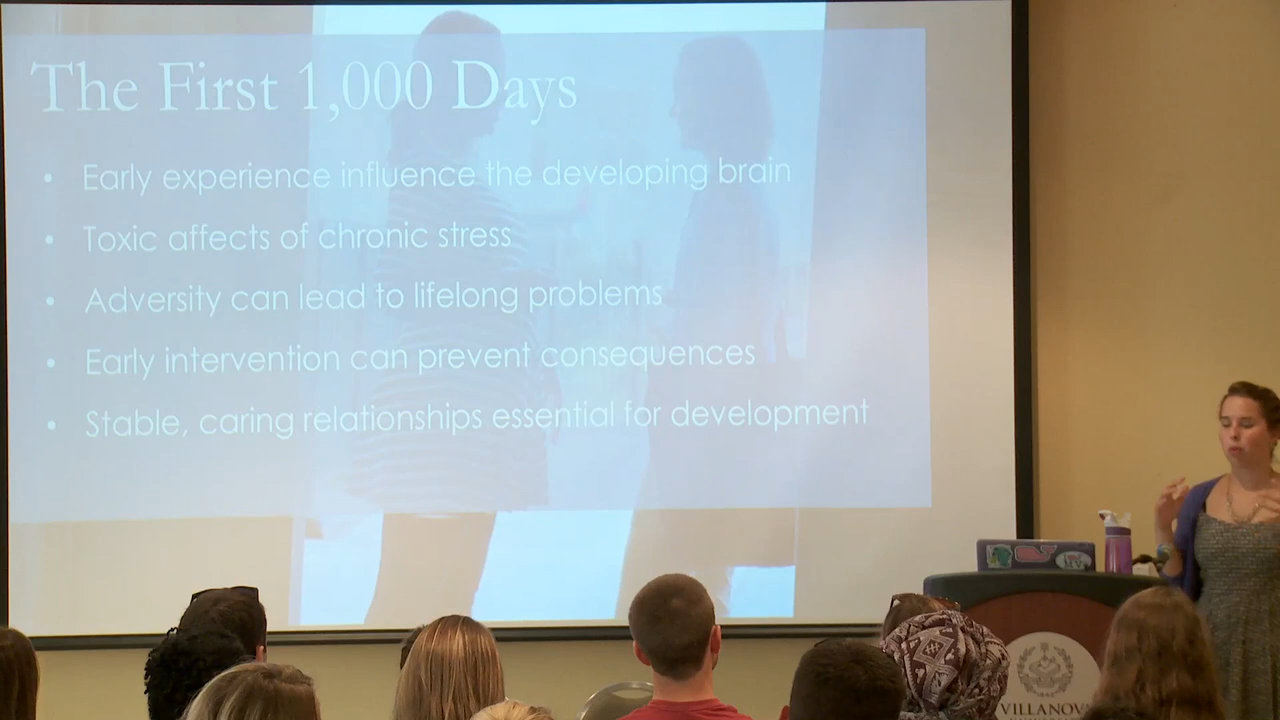 The First 1,000 Days
• Early experience influence the developing brain
• Toxic affects of chronic stress
• Adversity can lead to lifelong problems
• Early intervention can prevent consequences
• Stable, caring relationships essential for development
VILLANOV